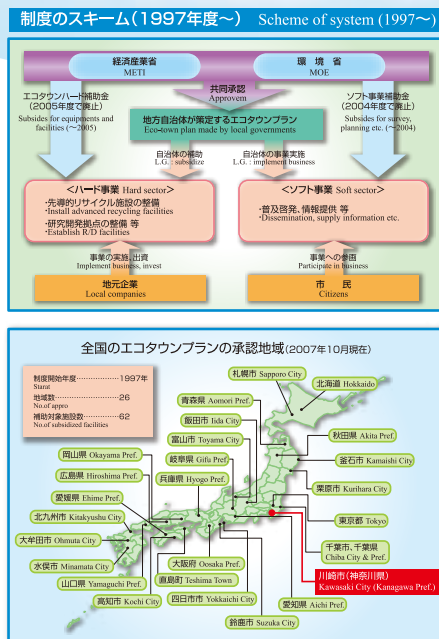 制度のスキーム(1997年度～) Scheme of system (1997～)
経済産業省
METI
環 境 省
MOE
エコタウンハード補助金
(2005年度で廃止)
Subsides for equipments and
facilities (～2005)
共同承認
Approvem
ソフト事業補助金
(2004年度で廃止)
Subsides for survey,
planning etc. (～2004)
地方自治体が策定するエコタウンプラン
Eco-town plan made by local governments
自治体の補助
L.G. : subsidize
自治体の事業実施
L.G. : implement business
<ハード事業 Hard sector>
・先導的リサイクル施設の整備
・Install advanced recycling facilities
・研究開発拠点の整備 等
・Establish R/D facilities
<ソフト事業 Soft sector>
・普及啓発、情報提供 等
・Dissemination, supply information etc.
事業の実施、出資
Implement business, invest
事業への参画
Participate in business
地元企業
Local companies
市 民
Citizens
全国のエコタウンプランの承認地域(2007年10月現在)
制度開始年度………………1997年
Starat
地域数………………………26
No.of appro
補助対象施設数……………62
No.of subsidized facilities
札幌市 Sapporo City
北海道 Hokkaido
青森県 Aomori Pref.
飯田市 Iida City
富山市 Toyama City
岐阜県 Gifu Pref.
兵庫県 Hyogo Pref.
秋田県 Akita Pref.
釜石市 Kamaishi City
栗原市 Kurihara City
東京都 Tokyo
千葉市、千葉県
Chiba City & Pref.
川崎市(神奈川県)
Kawasaki City (Kanagawa Pref.)
岡山県 Okayama Pref.
広島県 Hiroshima Pref.
愛媛県 Ehime Pref.
北九州市 Kitakyushu City
大牟田市 Ohmuta City
水俣市 Minamata City
山口県 Yamaguchi Pref.
高知市 Kochi City
大阪府 Oosaka Pref.
直島町 Teshima Town
四日市市 Yokkaichi City
愛知県 Aichi Pref.
鈴鹿市 Suzuka City